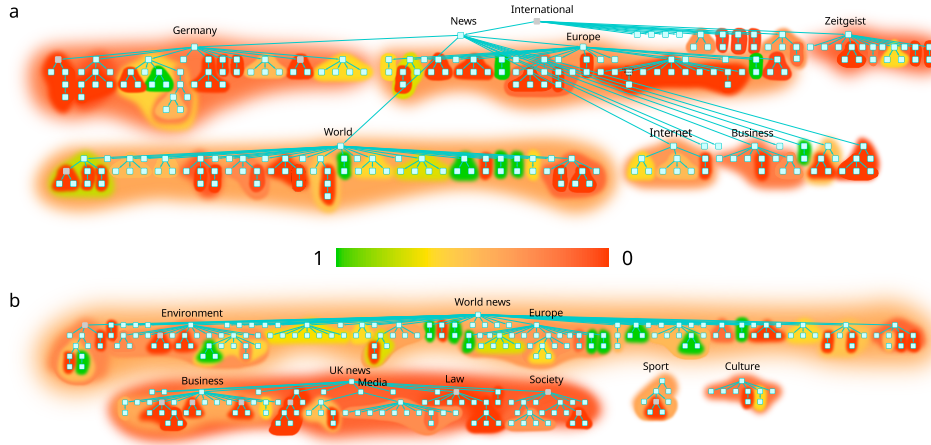 a
International
News
Zeitgeist
Germany
Europe
World
Internet
Business
1
0
b
World news
Environment
Europe
UK news
Business
Media
Law
Society
Sport
Culture